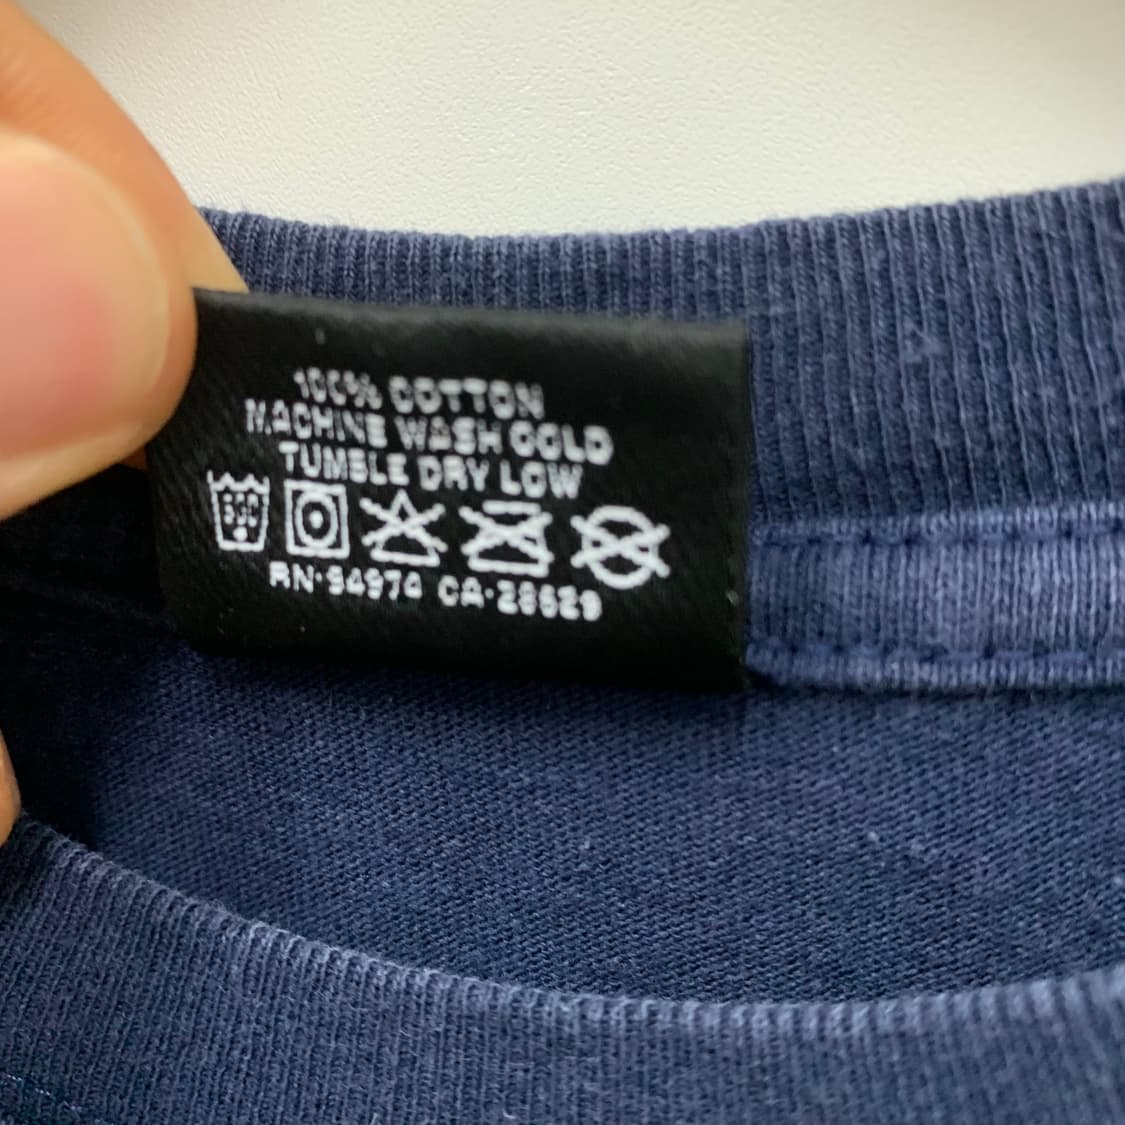 100% COTTON
MACHINE WASH COLD
TUMBLE DRY LOW
30C
RN·94974 CA·28629